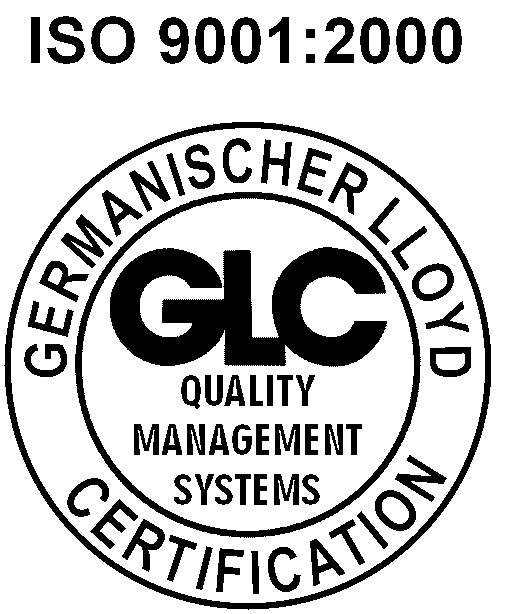 ISO 9001:2000
GERMANISCHER LLOYD
GLC
QUALITY
MANAGEMENT
SYSTEMS
CERTIFICATION